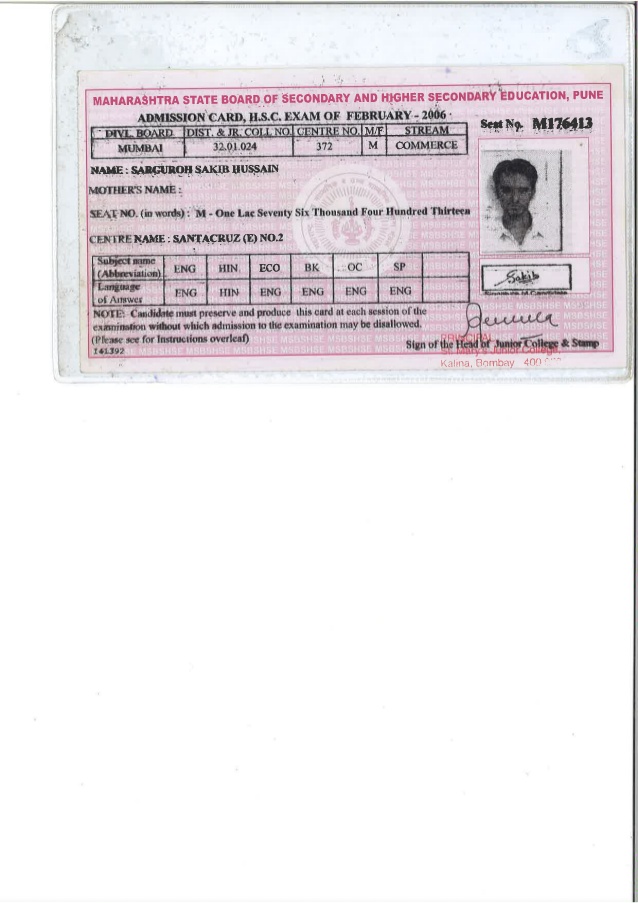 MAHARASHTRA STATE BOARD OF SECONDARY AND HIGHER SECONDARY EDUCATION, PUNE
ADMISSION CARD, H.S.C. EXAM OF FEBRUARY - 2006
Seat No. M176413
DIVL. BOARD DIST. & JR. COLL NO. CENTRE NO. M/F STREAM
MUMBAI 32.01.024 372 M COMMERCE
NAME : SARGUROH SAKIB HUSSAIN
MOTHER'S NAME :
SEAT NO. (in words) : M - One Lac Seventy Six Thousand Four Hundred Thirteen
CENTRE NAME : SANTACRUZ (E) NO.2
Subject name (Abbreviation) ENG HIN ECO BK OC SP
Language of Answer ENG HIN ENG ENG ENG ENG
Sakib
NOTE: Candidate must preserve and produce this card at each session of the
examination without which admission to the examination may be disallowed.
(Please see for Instructions overleaf)
141392
PRINCIPAL
Sign of the Head of Junior College & Stamp
St. Mary's Junior College,
Kalina, Bombay 400